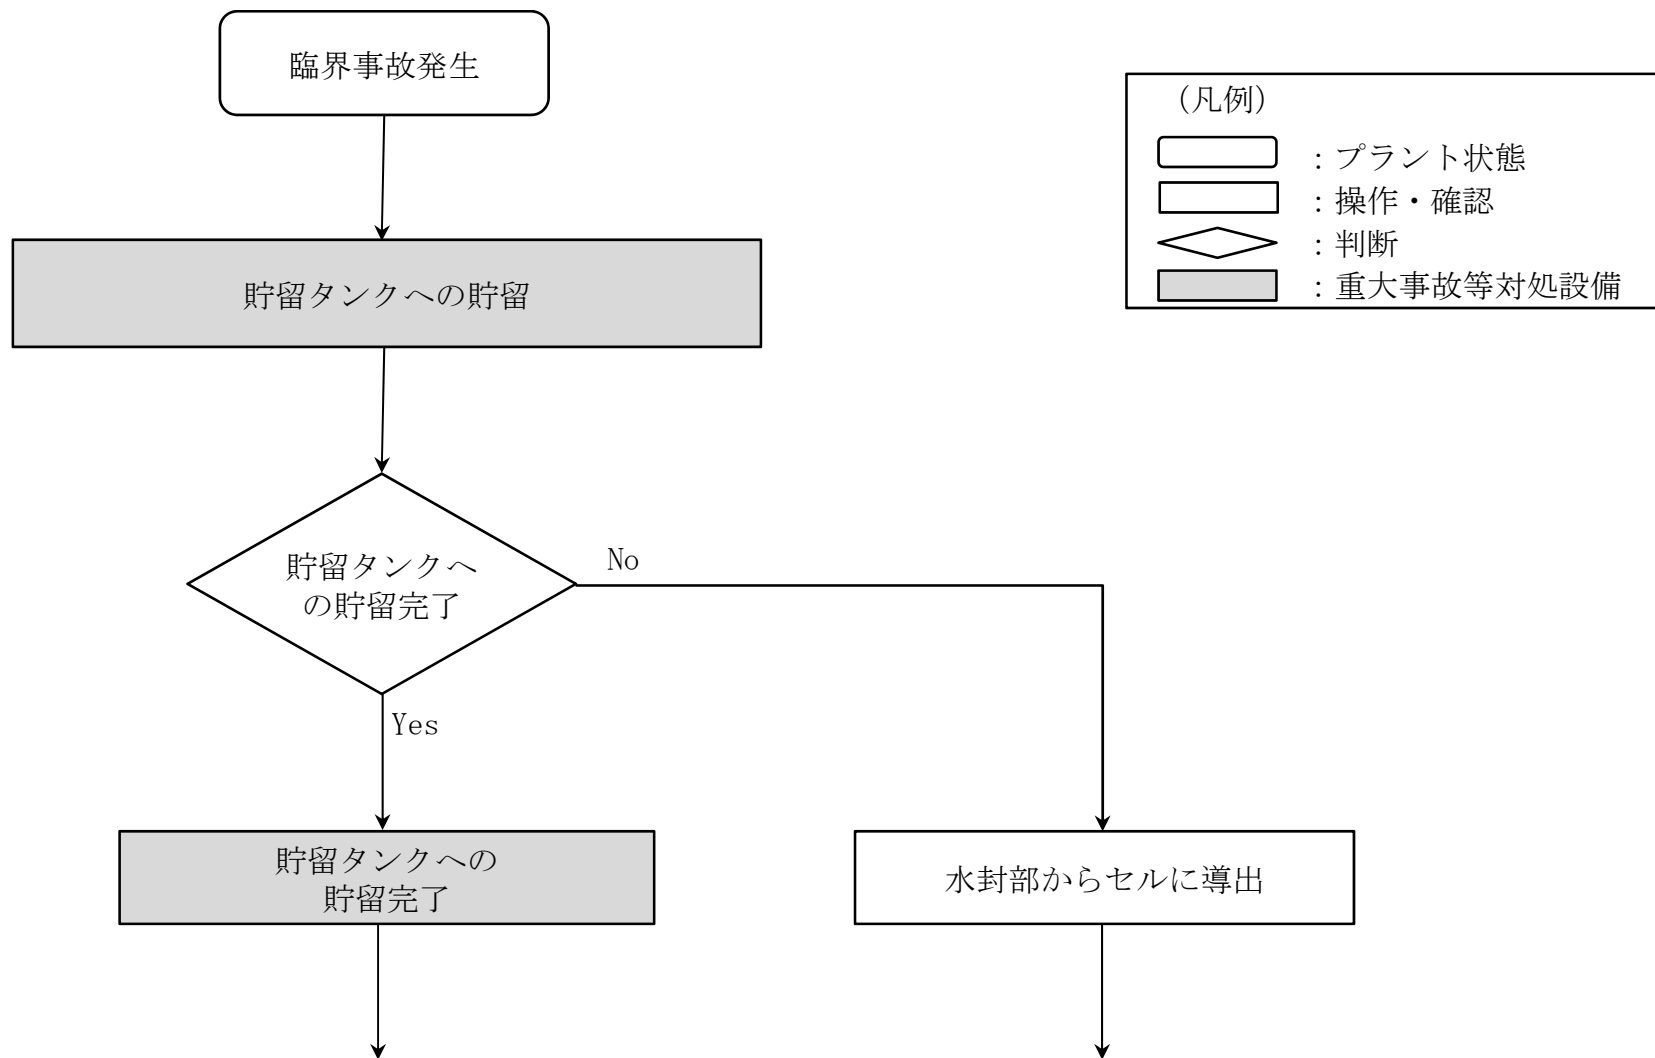 臨界事故発生
(凡例)
：プラント状態
：操作・確認
：判断
：重大事故等対処設備
貯留タンクへの貯留
貯留タンクへ
の貯留完了
No
Yes
貯留タンクへの
貯留完了
水封部からセルに導出